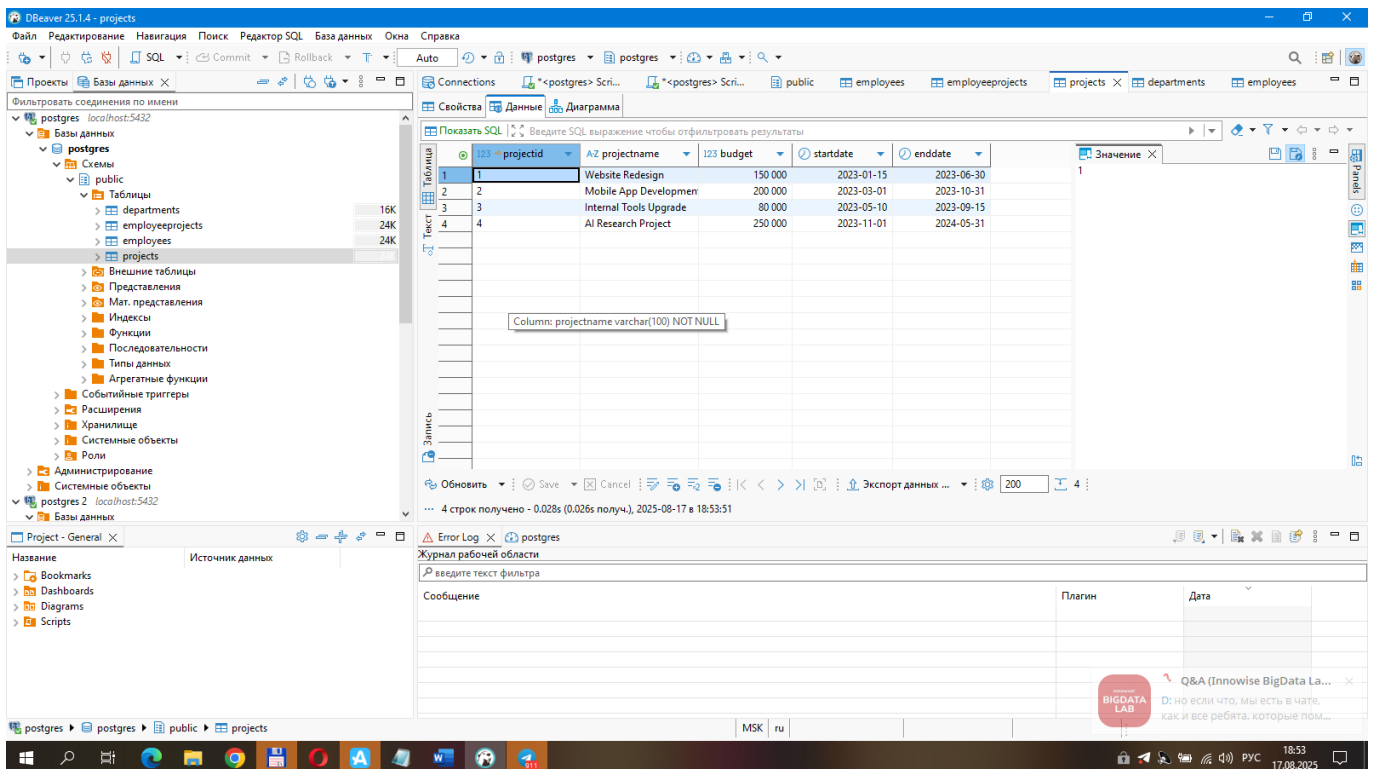 DBeaver 25.1.4 - projects
Файл Редактирование Навигация Поиск Редактор SQL База данных Окна Справка
SQL Commit Rollback T Auto postgres postgres
Проекты Базы данных
Фильтровать соединения по имени
postgres localhost:5432
Базы данных
postgres
Схемы
public
Таблицы
departments 16K
employeeprojects 24K
employees 24K
projects
Внешние таблицы
Представления
Мат. представления
Индексы
Функции
Последовательности
Типы данных
Агрегатные функции
Событийные триггеры
Расширения
Хранилище
Системные объекты
Роли
Администрирование
Системные объекты
postgres 2 localhost:5432
Базы данных
Connections *<postgres> Scri... *<postgres> Scri... public employees employeeprojects projects departments employees
Свойства Данные Диаграмма
Показать SQL Введите SQL выражение чтобы отфильтровать результаты
Таблица
Текст
Запись
123 projectid A-Z projectname 123 budget startdate enddate
1 1 Website Redesign 150 000 2023-01-15 2023-06-30
2 2 Mobile App Developmen 200 000 2023-03-01 2023-10-31
3 3 Internal Tools Upgrade 80 000 2023-05-10 2023-09-15
4 4 AI Research Project 250 000 2023-11-01 2024-05-31
Column: projectname varchar(100) NOT NULL
Значение
1
Panels
Обновить Save Cancel Экспорт данных ... 200 4
4 строк получено - 0.028s (0.026s получ.), 2025-08-17 в 18:53:51
Project - General
Название Источник данных
Bookmarks
Dashboards
Diagrams
Scripts
Error Log postgres
Журнал рабочей области
введите текст фильтра
Сообщение Плагин Дата
BIGDATA
LAB
Q&A (Innowise BigData La...
D: но если что, мы есть в чате,
как и все ребята, которые пом...
postgres postgres public projects
MSK ru
911
РУС
18:53
17.08.2025